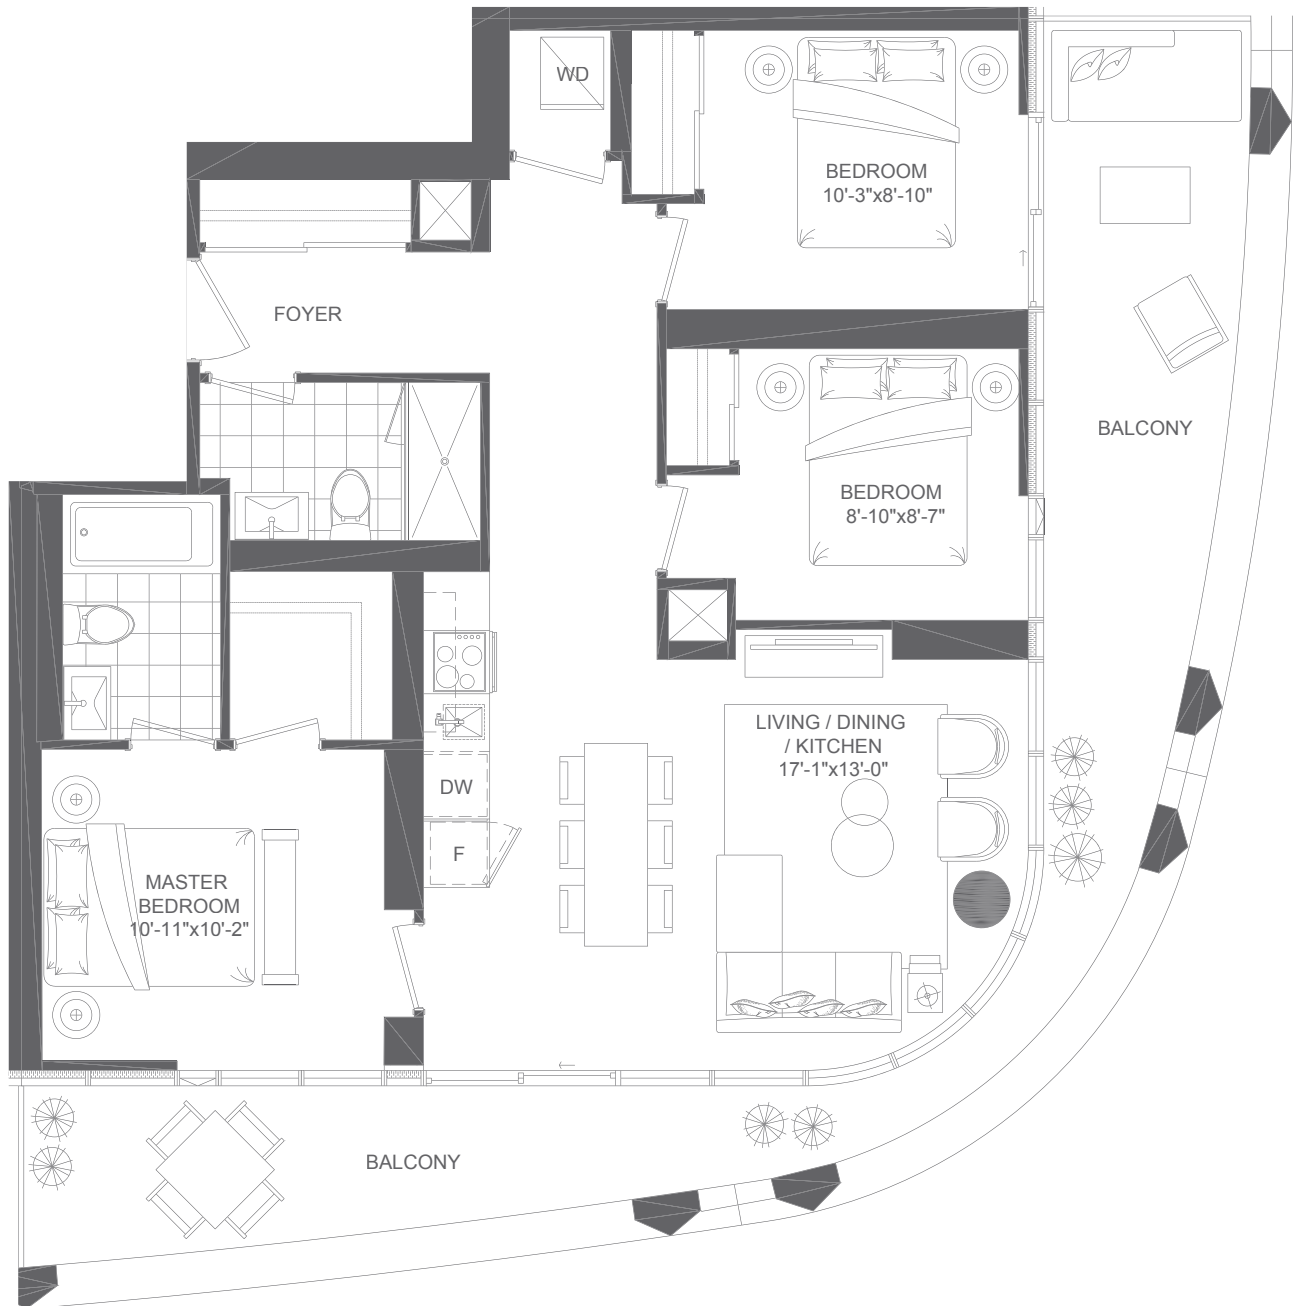 WD
BEDROOM
10'-3"x8'-10"
FOYER
BALCONY
BEDROOM
8'-10"x8'-7"
LIVING / DINING
/ KITCHEN
17'-1"x13'-0"
DW
F
MASTER
BEDROOM
10'-11"x10'-2"
BALCONY